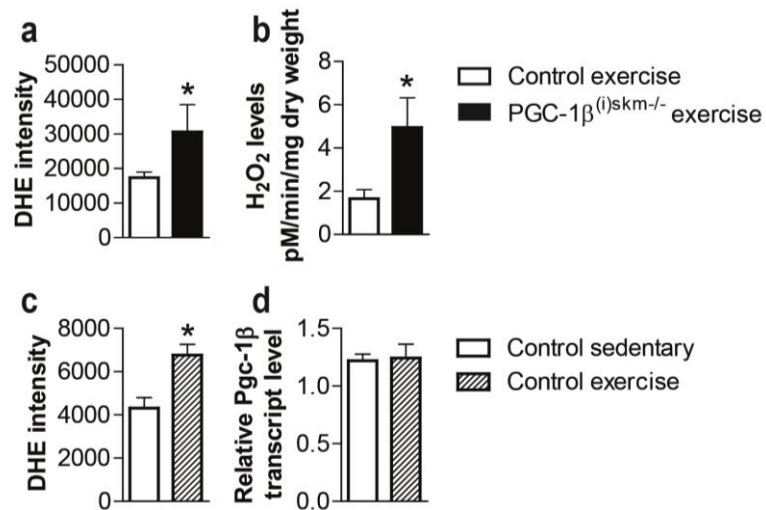 a
DHE intensity
50000
40000
30000
20000
10000
0
*
b
H₂O₂ levels
pM/min/mg dry weight
8
6
4
2
0
*
Control exercise
PGC-1β(i)skm-/- exercise
c
DHE intensity
8000
6000
4000
2000
0
*
d
Relative Pgc-1β
transcript level
1.5
1.0
0.5
0.0
Control sedentary
Control exercise